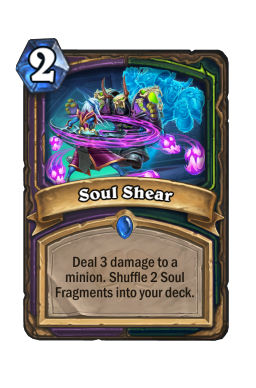 2
Soul Shear
Deal 3 damage to a
minion. Shuffle 2 Soul
Fragments into your deck.